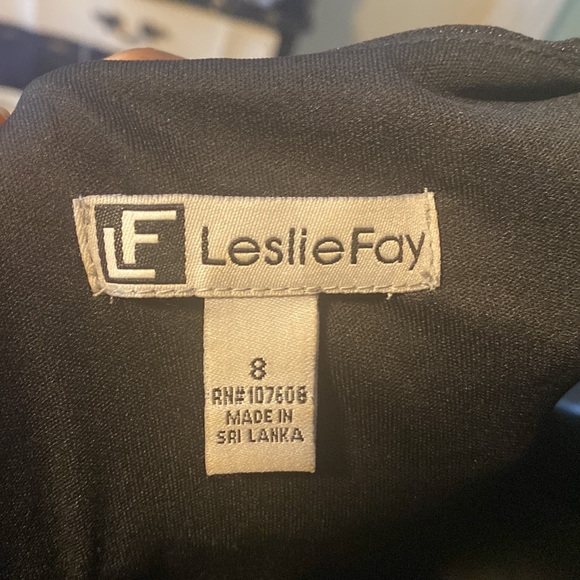 LF LeslieFay
8
RN#107608
MADE IN
SRI LANKA